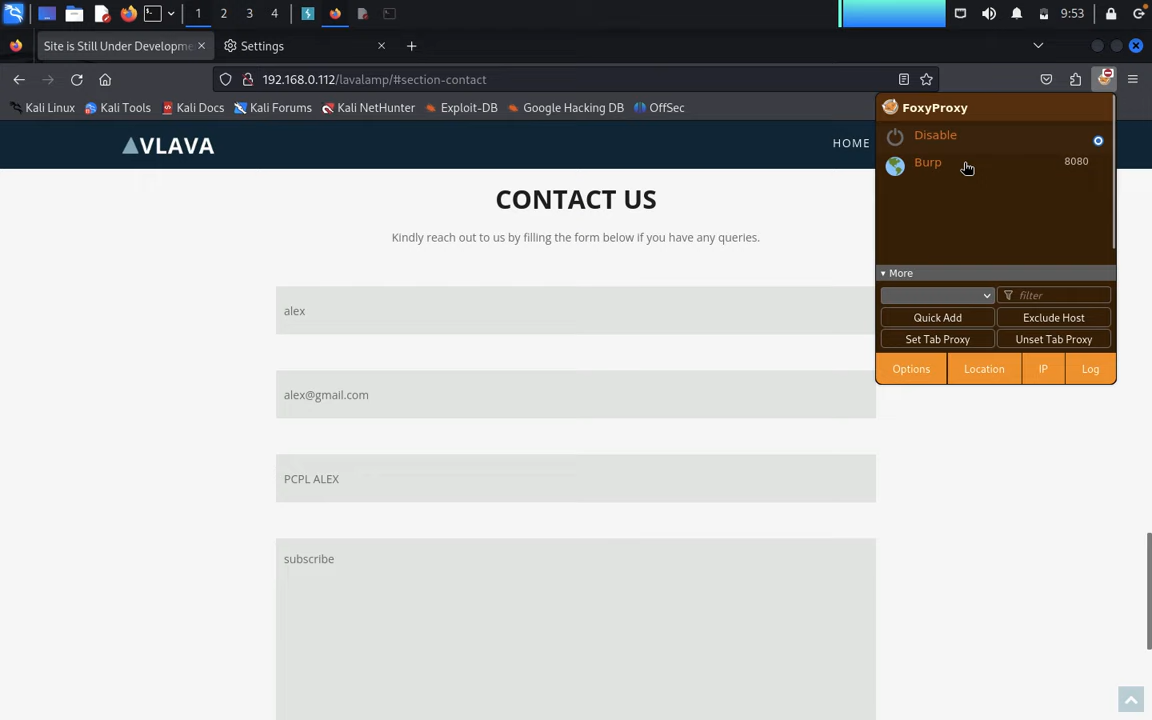 1 2 3 4 9:53
Site is Still Under Developme Settings
192.168.0.112/lavalamp/#section-contact
Kali Linux Kali Tools Kali Docs Kali Forums Kali NetHunter Exploit-DB Google Hacking DB OffSec
FoxyProxy
Disable
Burp 8080
More
filter
Quick Add Exclude Host
Set Tab Proxy Unset Tab Proxy
Options Location IP Log
VLAVA HOME
CONTACT US
Kindly reach out to us by filling the form below if you have any queries.
alex
alex@gmail.com
PCPL ALEX
subscribe